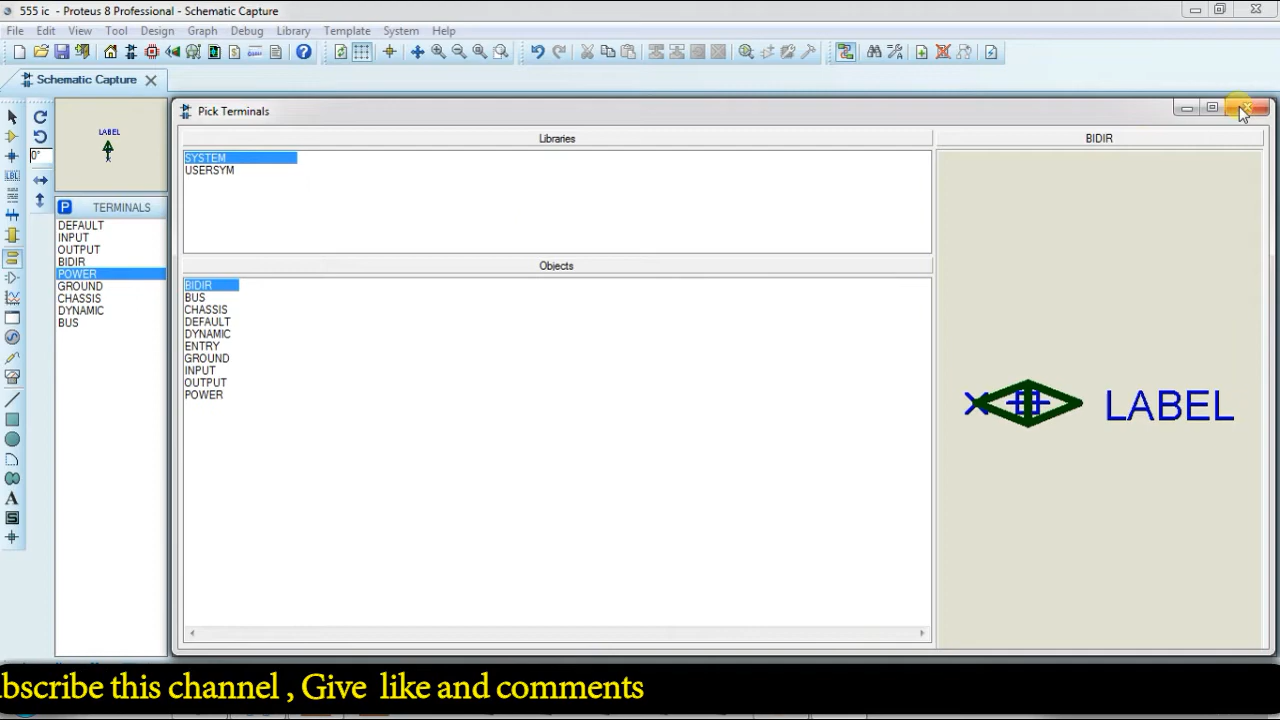 555 ic - Proteus 8 Professional - Schematic Capture
File Edit View Tool Design Graph Debug Library Template System Help
Schematic Capture
LABEL
0°
LBL
P TERMINALS
DEFAULT
INPUT
OUTPUT
BIDIR
POWER
GROUND
CHASSIS
DYNAMIC
BUS
A
S
Pick Terminals
Libraries
SYSTEM
USERSYM
Objects
BIDIR
BUS
CHASSIS
DEFAULT
DYNAMIC
ENTRY
GROUND
INPUT
OUTPUT
POWER
BIDIR
LABEL
bscribe this channel , Give like and comments